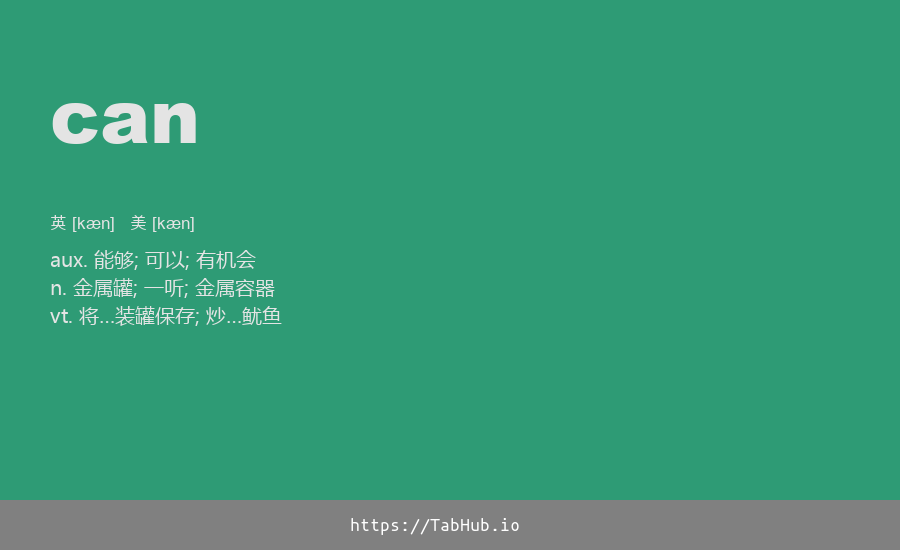 can
英 [kæn] 美 [kæn]
aux. 能够; 可以; 有机会
n. 金属罐; 一听; 金属容器
vt. 将...装罐保存; 炒...鱿鱼
https://TabHub.io